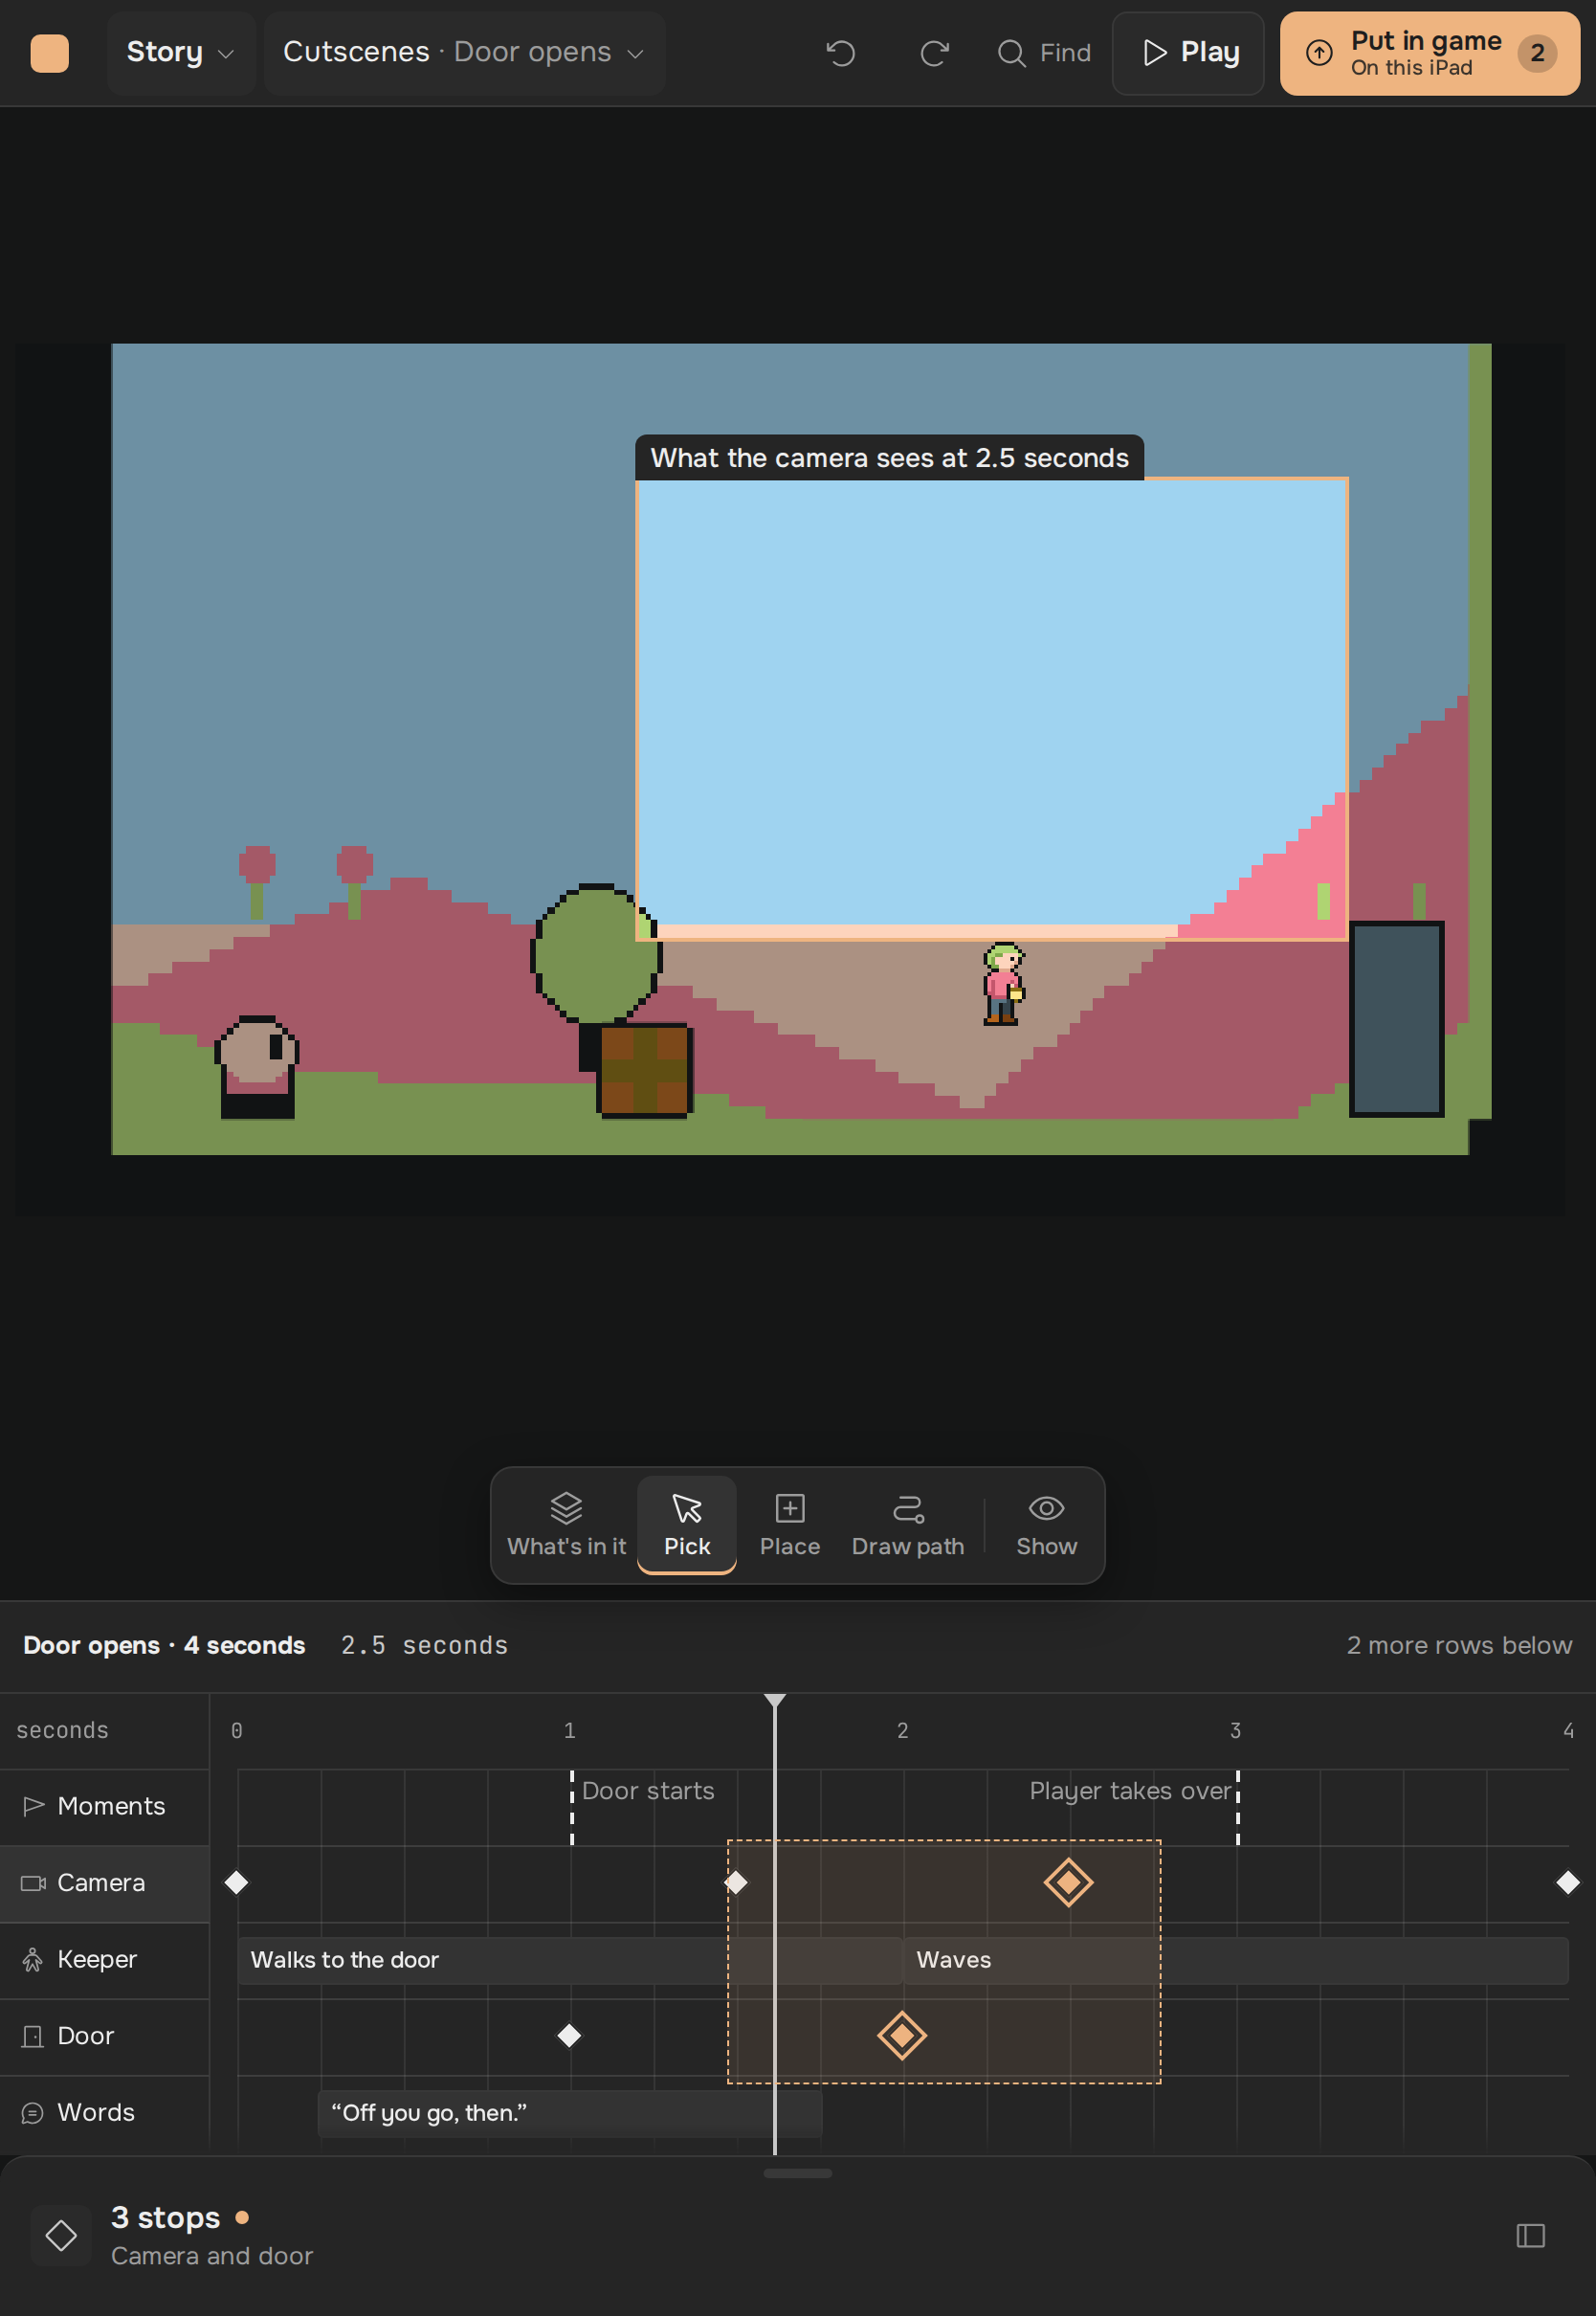 Story
Cutscenes · Door opens
Find
Play
Put in game
On this iPad
2
What the camera sees at 2.5 seconds
What's in it
Pick
Place
Draw path
Show
Door opens · 4 seconds
2.5 seconds
2 more rows below
seconds
0
1
2
3
4
Moments
Door starts
Player takes over
Camera
Keeper
Walks to the door
Waves
Door
Words
“Off you go, then.”
3 stops
Camera and door